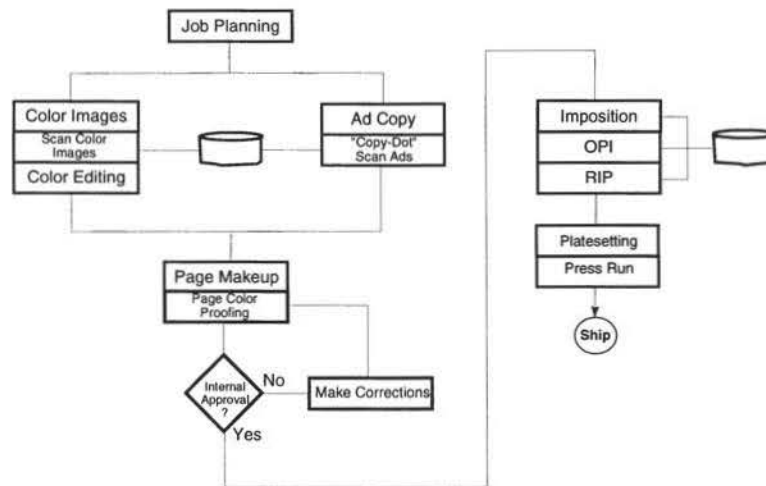 Job Planning
Color Images
Scan Color
Images
Color Editing
Ad Copy
"Copy-Dot"
Scan Ads
Page Makeup
Page Color
Proofing
Internal
Approval
?
No
Make Corrections
Yes
Imposition
OPI
RIP
Platesetting
Press Run
Ship